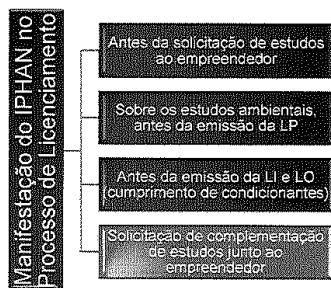 Manifestação do IPHAN no
Processo de Licenciamento
Antes da solicitação de estudos
ao empreendedor
Sobre os estudos ambientais,
antes da emissão da LP
Antes da emissão da LI e LO
(cumprimento de condicionantes)
Solicitação de complementação
de estudos junto ao
empreendedor